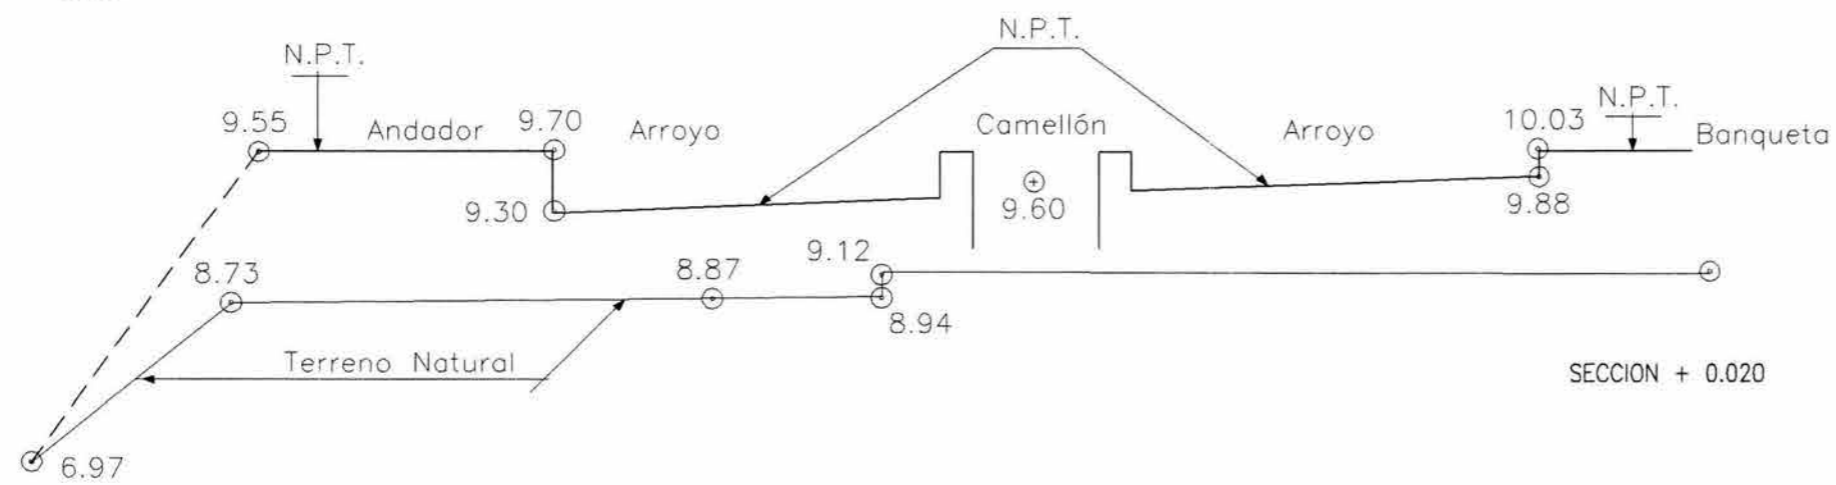 N.P.T.
N.P.T.
N.P.T.
9.55
Andador
9.70
Arroyo
Camellón
Arroyo
10.03
Banqueta
9.30
9.60
9.88
8.73
8.87
9.12
8.94
Terreno Natural
SECCION + 0.020
6.97